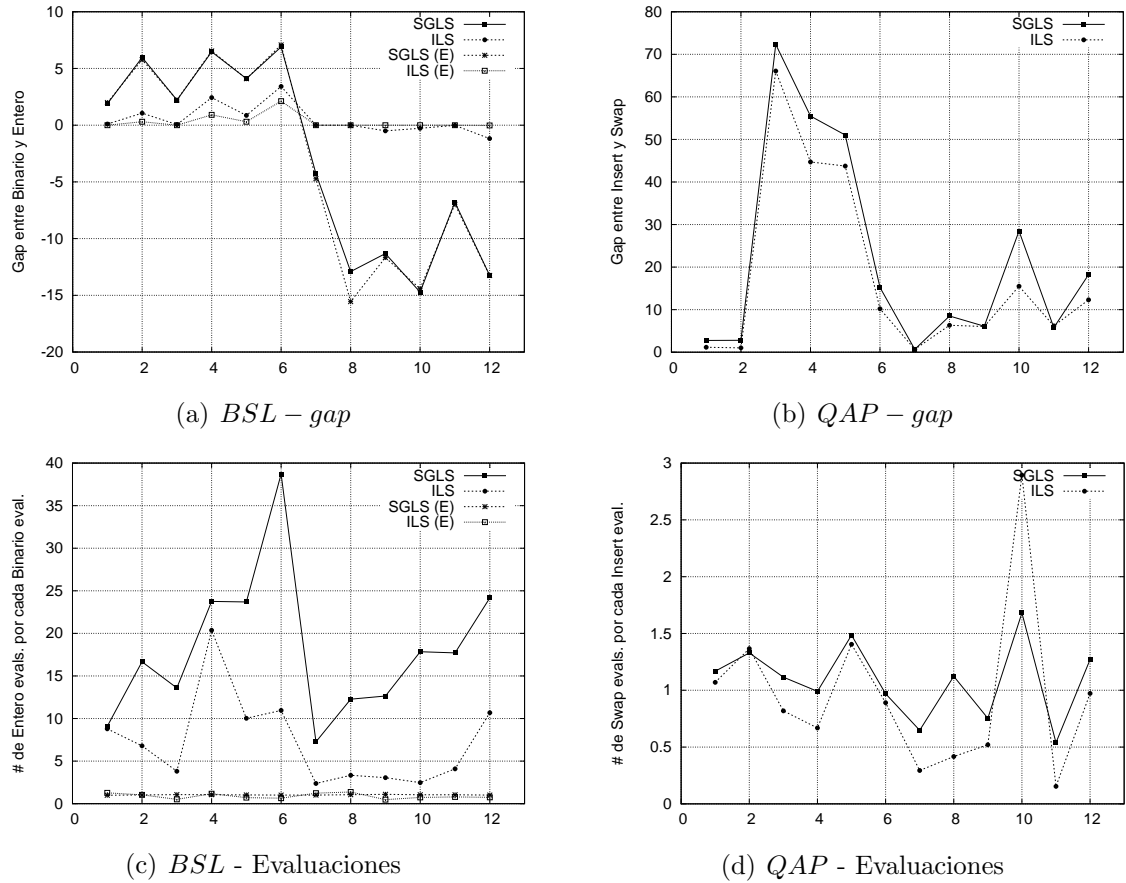 Gap entre Binario y Entero
10
5
0
-5
-10
-15
-20
0 2 4 6 8 10 12
SGLS
ILS
SGLS (E)
ILS (E)
(a) BSL − gap
Gap entre Insert y Swap
80
70
60
50
40
30
20
10
0
0 2 4 6 8 10 12
SGLS
ILS
(b) QAP − gap
# de Entero evals. por cada Binario eval.
40
35
30
25
20
15
10
5
0
0 2 4 6 8 10 12
SGLS
ILS
SGLS (E)
ILS (E)
(c) BSL - Evaluaciones
# de Swap evals. por cada Insert eval.
3
2.5
2
1.5
1
0.5
0
0 2 4 6 8 10 12
SGLS
ILS
(d) QAP - Evaluaciones